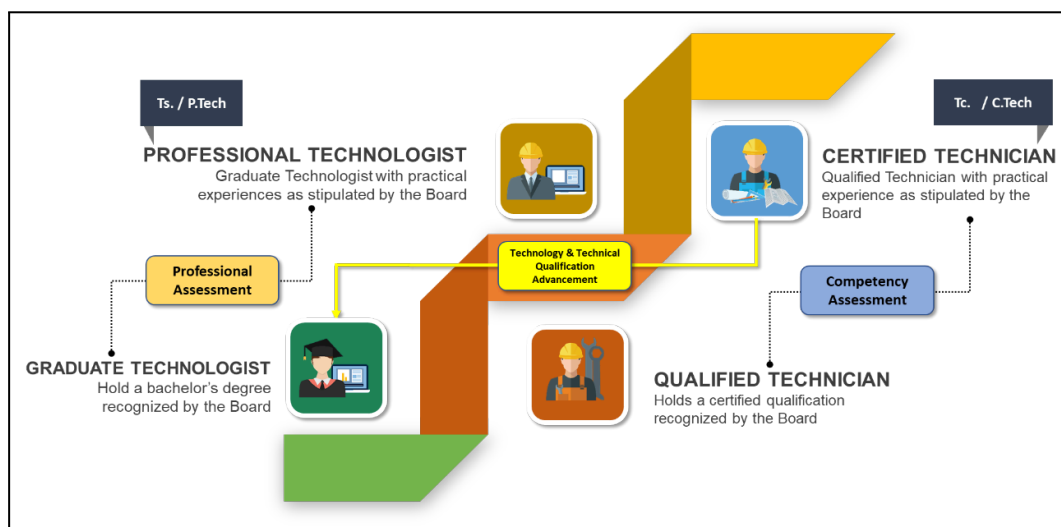 Ts. / P.Tech
PROFESSIONAL TECHNOLOGIST
Graduate Technologist with practical
experiences as stipulated by the Board
Professional
Assessment
GRADUATE TECHNOLOGIST
Hold a bachelor's degree
recognized by the Board
Technology & Technical
Qualification
Advancement
Tc. / C.Tech
CERTIFIED TECHNICIAN
Qualified Technician with practical
experience as stipulated by the
Board
Competency
Assessment
QUALIFIED TECHNICIAN
Holds a certified qualification
recognized by the Board